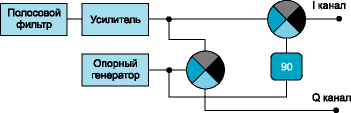 Полосовой
фильтр
Усилитель
I канал
Опорный
генератор
90
Q канал